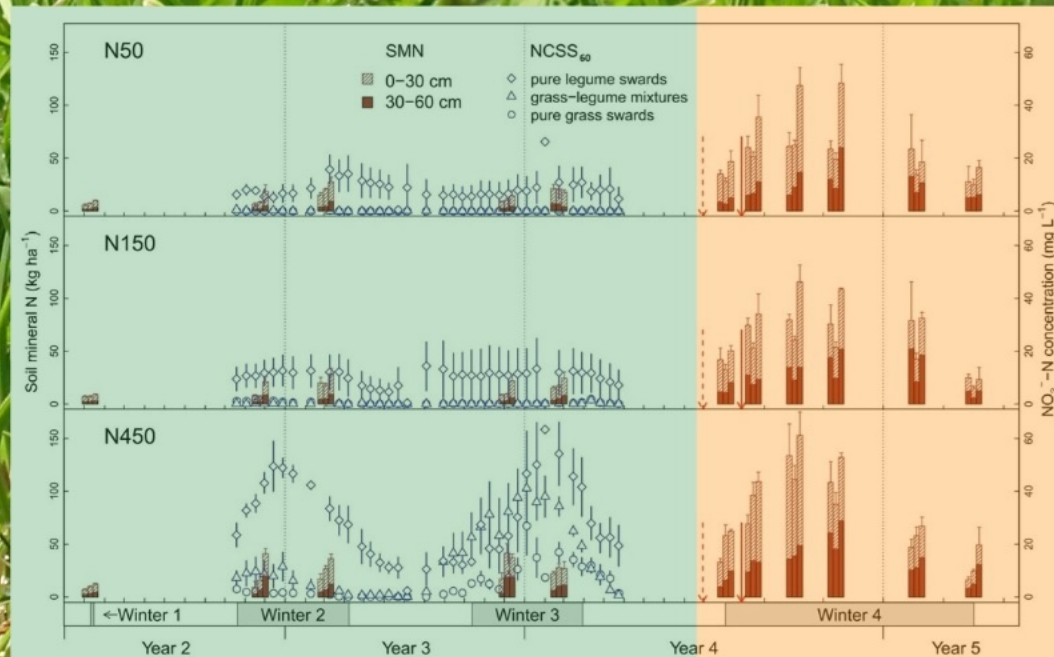 N50
SMN
NCSS60
0−30 cm
30−60 cm
pure legume swards
grass−legume mixtures
pure grass swards
150
100
50
0
60
40
20
0
N150
150
100
50
0
60
40
20
0
N450
150
100
50
0
60
40
20
0
Soil mineral N (kg ha−1)
NO3−−N concentration (mg L−1)
←Winter 1
Winter 2
Winter 3
Winter 4
Year 2
Year 3
Year 4
Year 5